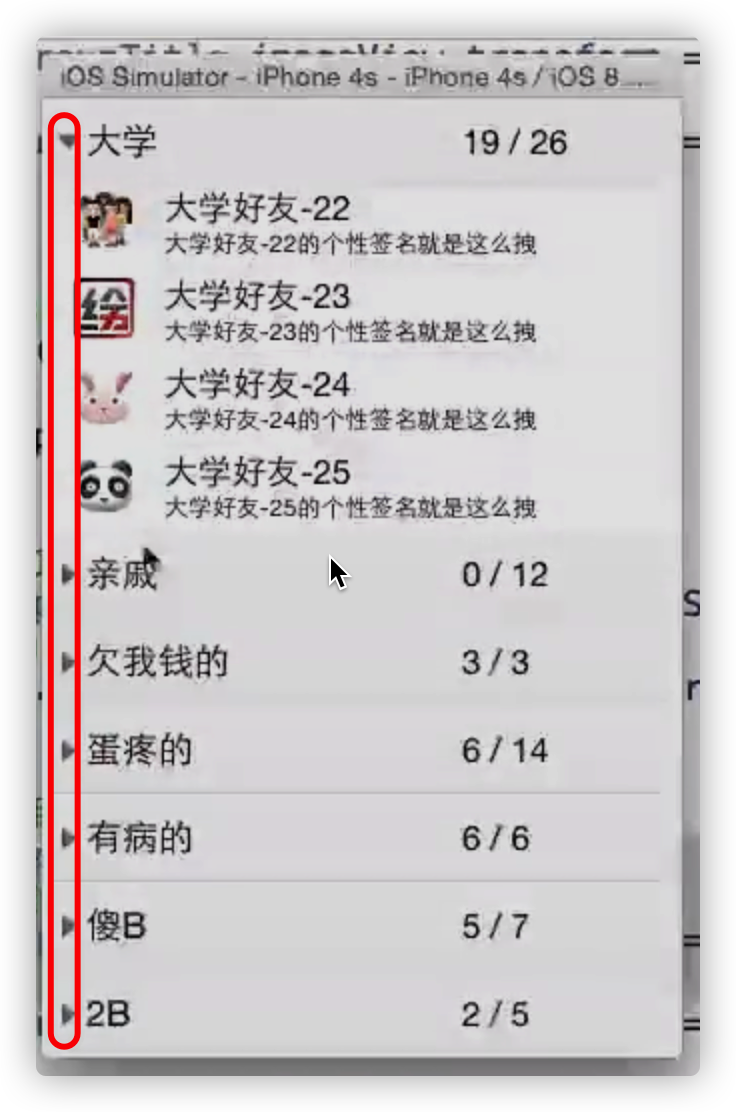 iOS Simulator - iPhone 4s - iPhone 4s / iOS 8....
大学 19 / 26
大学好友-22
大学好友-22的个性签名就是这么拽
绘
大学好友-23
大学好友-23的个性签名就是这么拽
大学好友-24
大学好友-24的个性签名就是这么拽
大学好友-25
大学好友-25的个性签名就是这么拽
亲戚 0 / 12
欠我钱的 3 / 3
蛋疼的 6 / 14
有病的 6 / 6
傻B 5 / 7
2B 2 / 5